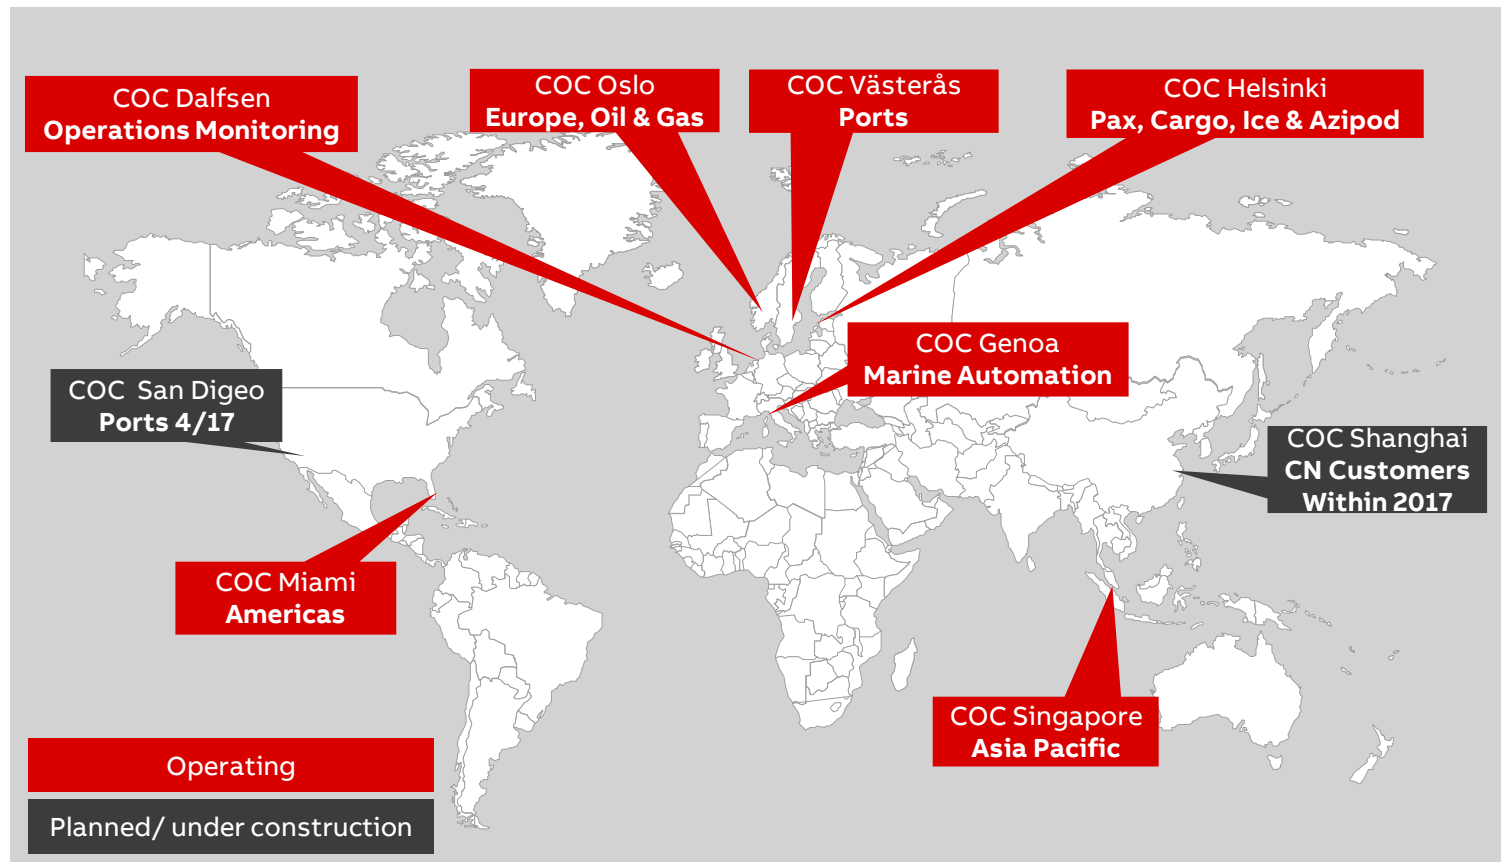 COC Dalfsen
Operations Monitoring
COC Oslo
Europe, Oil & Gas
COC Västerås
Ports
COC Helsinki
Pax, Cargo, Ice & Azipod
COC Genoa
Marine Automation
COC San Digeo
Ports 4/17
COC Shanghai
CN Customers
Within 2017
COC Miami
Americas
COC Singapore
Asia Pacific
Operating
Planned/ under construction